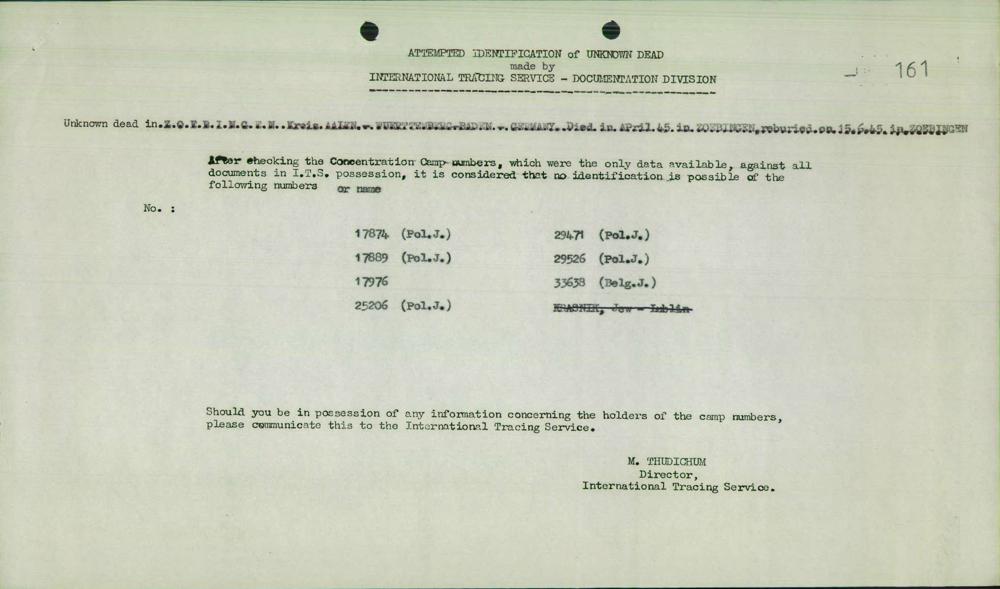 ATTEMPTED IDENTIFICATION of UNKNOWN DEAD
made by
INTERNATIONAL TRACING SERVICE - DOCUMENTATION DIVISION
161
Unknown dead in.Z.O.E.B.I.N.G.E.N.. Kreis. AALEN.-. WUERTTEMBERG-BADEN. - GERMANY.. Died. in. April.45. in. ZOEBINGEN,reburied.on.15.6.45.in.ZOEBINGEN
After checking the Concentration Camp numbers, which were the only data available, against all
documents in I.T.S. possession, it is considered that no identification is possible of the
following numbers or name
No. :
17874 (Pol.J.) 29471 (Pol.J.)
17889 (Pol.J.) 29526 (Pol.J.)
17976 33638 (Belg.J.)
25206 (Pol.J.) KRASNIK, Jew - Lublin
Should you be in possession of any information concerning the holders of the camp numbers,
please communicate this to the International Tracing Service.
M. THUDICHUM
Director,
International Tracing Service.